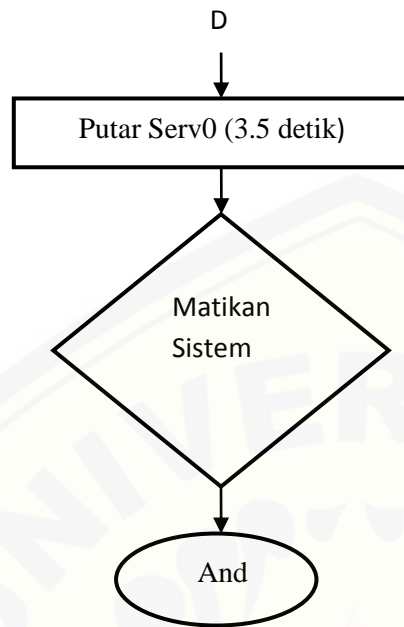 D
Putar Serv0 (3.5 detik)
Matikan
Sistem
And